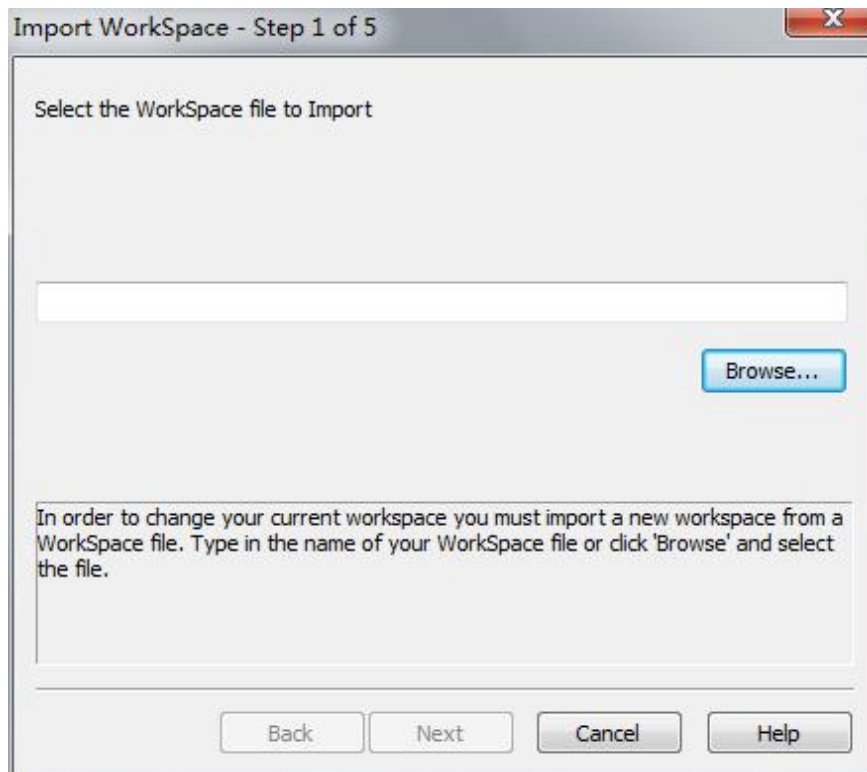 Import WorkSpace - Step 1 of 5
Select the WorkSpace file to Import
Browse...
In order to change your current workspace you must import a new workspace from a
WorkSpace file. Type in the name of your WorkSpace file or click 'Browse' and select
the file.
Back Next Cancel Help